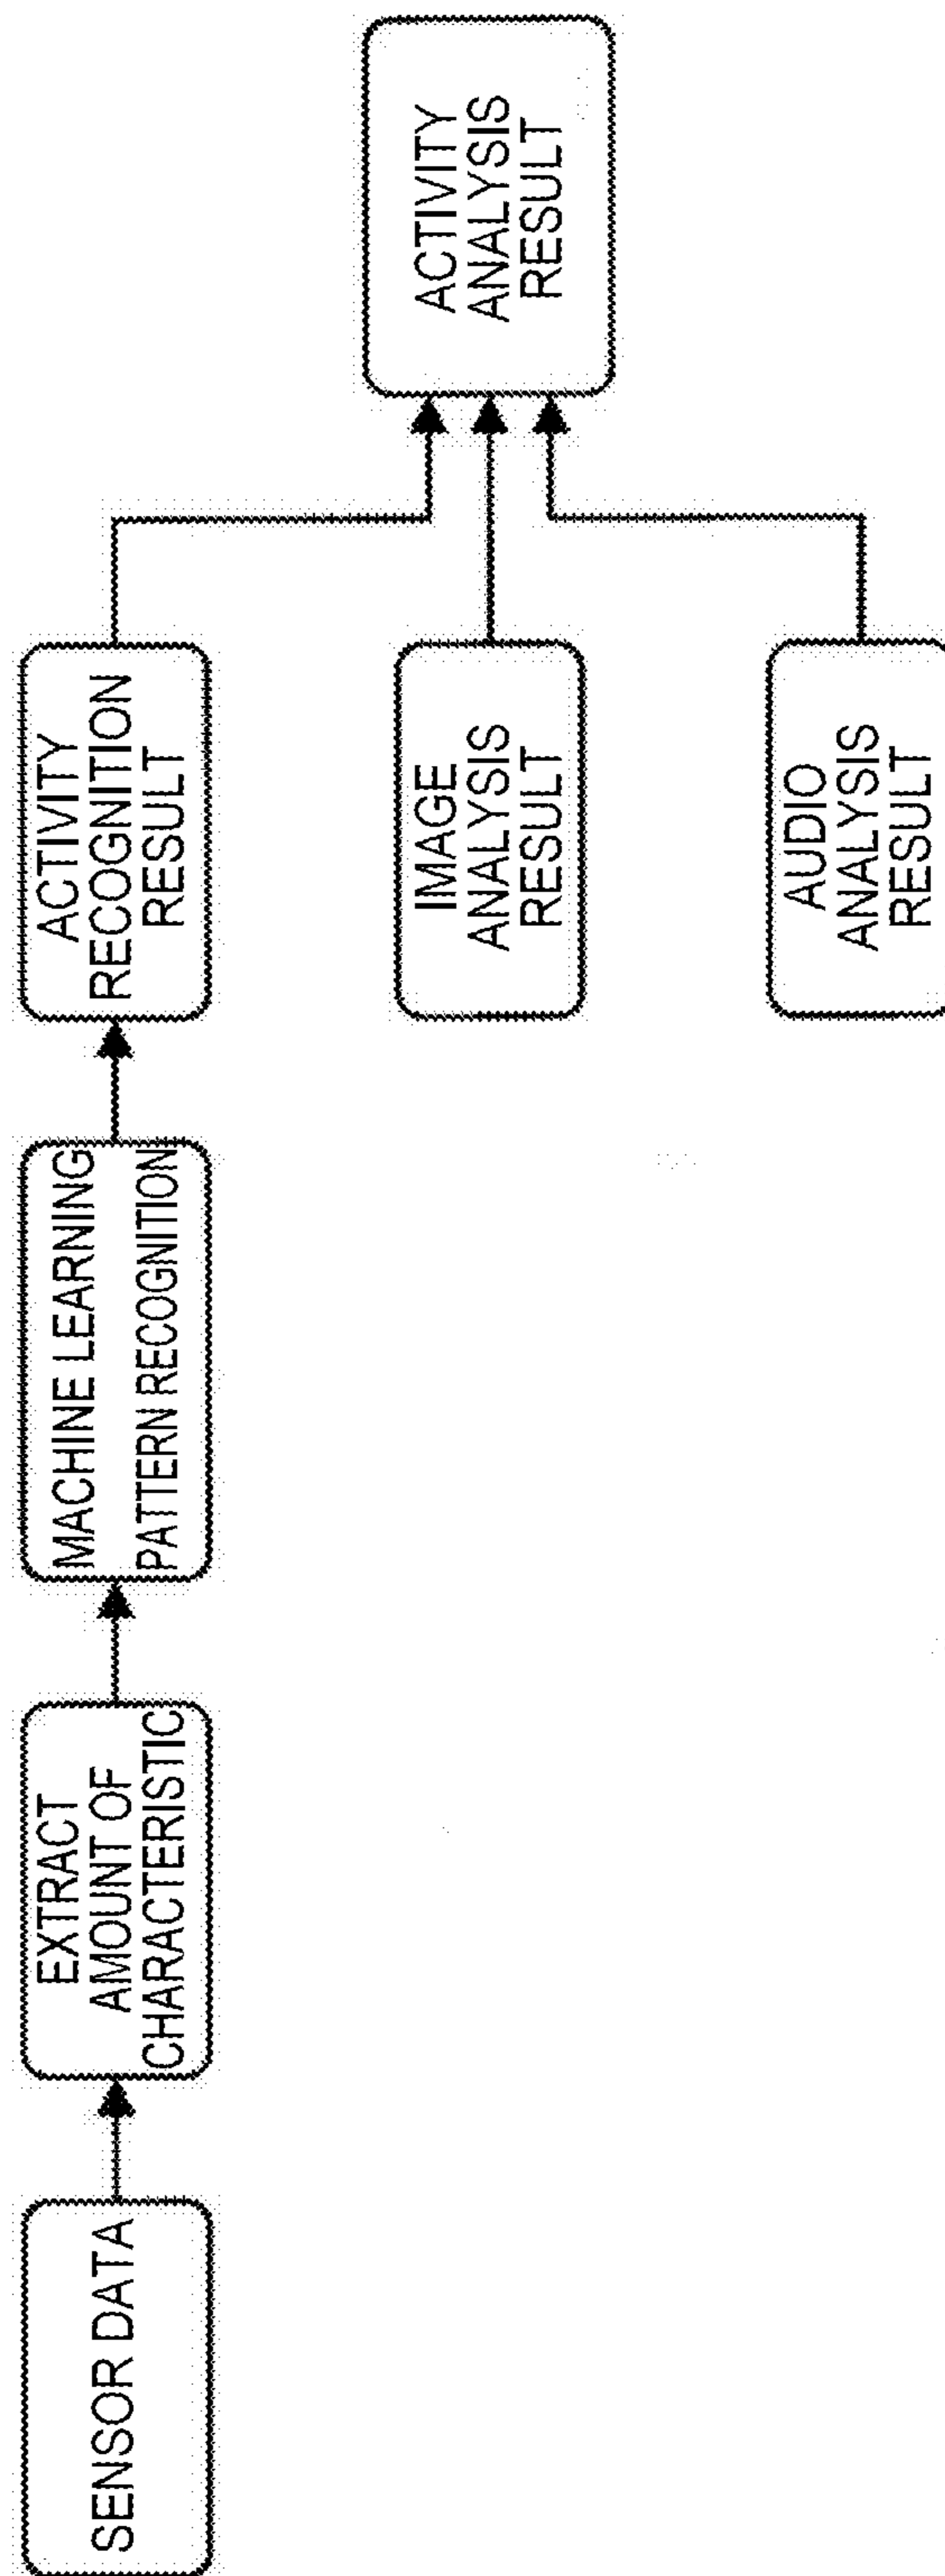 SENSOR DATA
EXTRACT
AMOUNT OF
CHARACTERISTIC
MACHINE LEARNING
PATTERN RECOGNITION
ACTIVITY
RECOGNITION
RESULT
IMAGE
ANALYSIS
RESULT
AUDIO
ANALYSIS
RESULT
ACTIVITY
ANALYSIS
RESULT